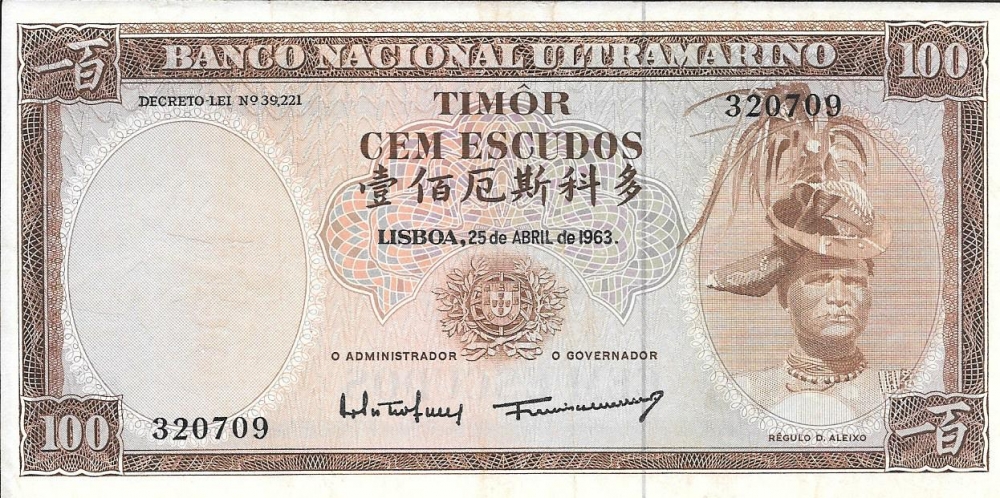 一百
BANCO NACIONAL ULTRAMARINO
100
DECRETO-LEI Nº 39,221
TIMÔR
320709
CEM ESCUDOS
壹佰厄斯科多
LISBOA, 25 de ABRIL de 1963.
O ADMINISTRADOR
O GOVERNADOR
100
320709
RÉGULO D. ALEIXO
一百